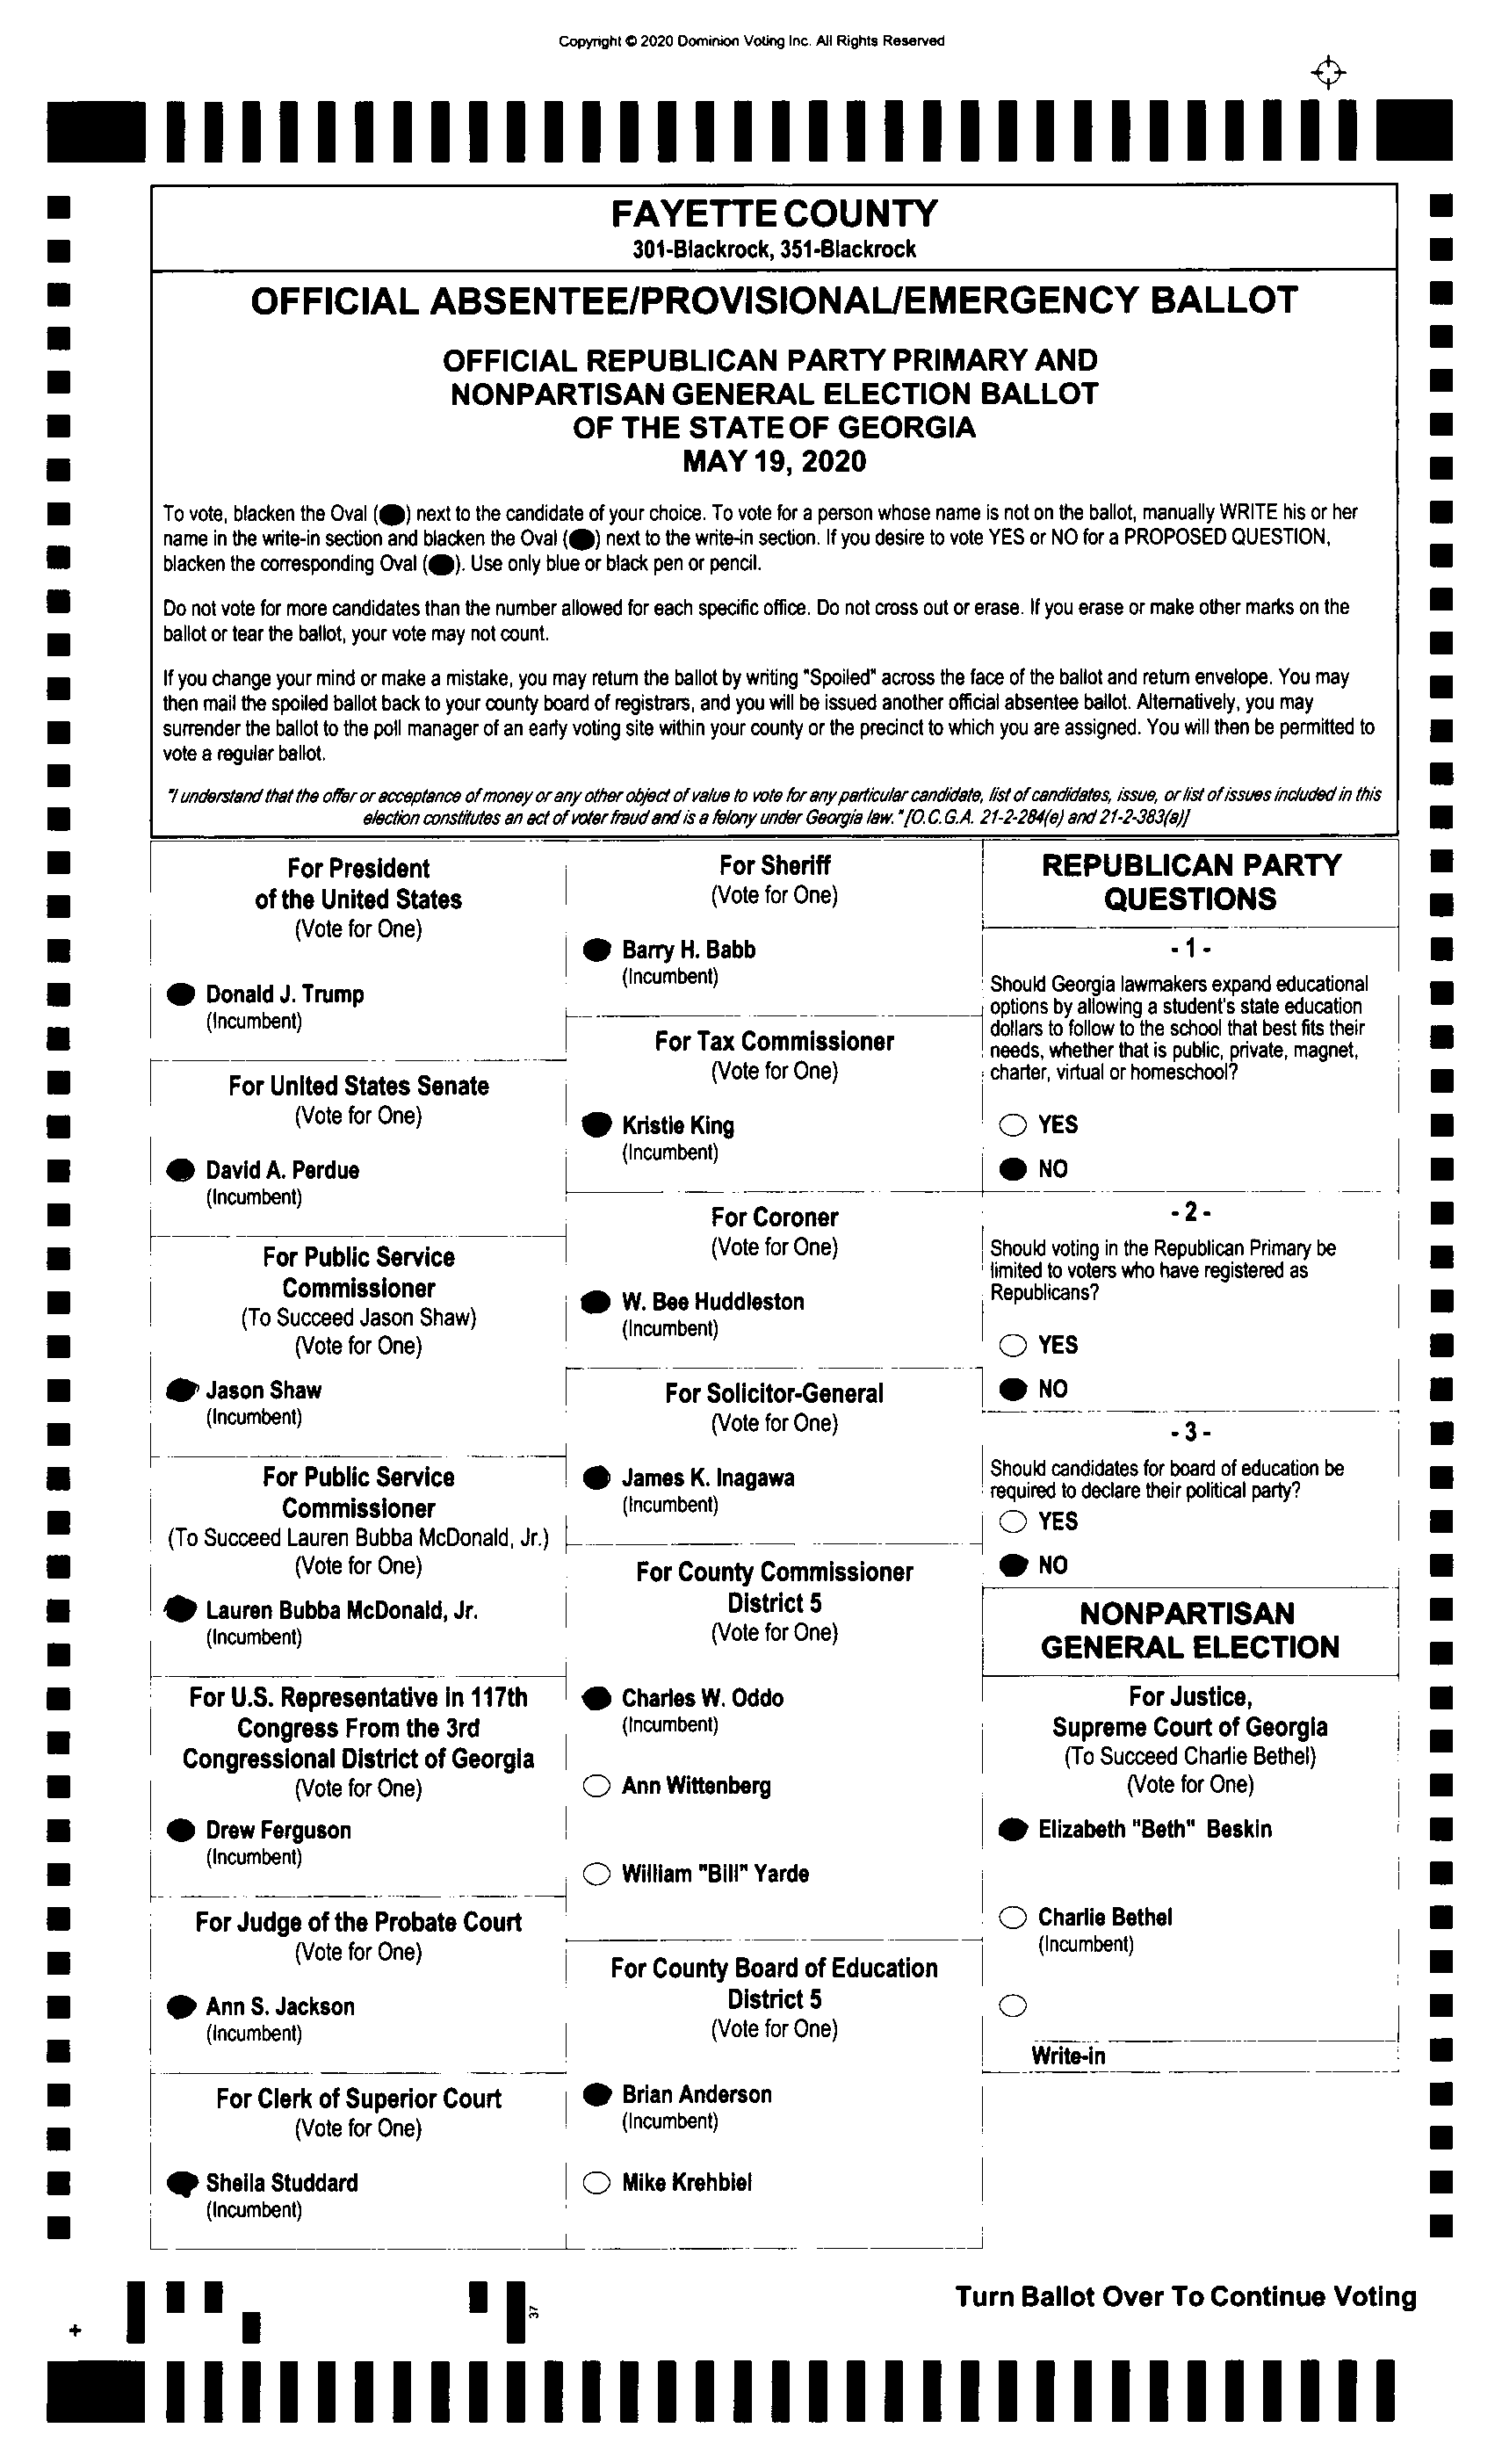 Copyright © 2020 Dominion Voting Inc. All Rights Reserved
FAYETTE COUNTY
301-Blackrock, 351-Blackrock
OFFICIAL ABSENTEE/PROVISIONAL/EMERGENCY BALLOT
OFFICIAL REPUBLICAN PARTY PRIMARY AND
NONPARTISAN GENERAL ELECTION BALLOT
OF THE STATE OF GEORGIA
MAY 19, 2020
To vote, blacken the Oval (⬤) next to the candidate of your choice. To vote for a person whose name is not on the ballot, manually WRITE his or her
name in the write-in section and blacken the Oval (⬤) next to the write-in section. If you desire to vote YES or NO for a PROPOSED QUESTION,
blacken the corresponding Oval (⬤). Use only blue or black pen or pencil.
Do not vote for more candidates than the number allowed for each specific office. Do not cross out or erase. If you erase or make other marks on the
ballot or tear the ballot, your vote may not count.
If you change your mind or make a mistake, you may return the ballot by writing "Spoiled" across the face of the ballot and return envelope. You may
then mail the spoiled ballot back to your county board of registrars, and you will be issued another official absentee ballot. Alternatively, you may
surrender the ballot to the poll manager of an early voting site within your county or the precinct to which you are assigned. You will then be permitted to
vote a regular ballot.
"I understand that the offer or acceptance of money or any other object of value to vote for any particular candidate, list of candidates, issue, or list of issues included in this
election constitutes an act of voter fraud and is a felony under Georgia law." [O.C.G.A. 21-2-284(e) and 21-2-383(a)]
For President
of the United States
(Vote for One)
Donald J. Trump
(Incumbent)
For United States Senate
(Vote for One)
David A. Perdue
(Incumbent)
For Public Service
Commissioner
(To Succeed Jason Shaw)
(Vote for One)
Jason Shaw
(Incumbent)
For Public Service
Commissioner
(To Succeed Lauren Bubba McDonald, Jr.)
(Vote for One)
Lauren Bubba McDonald, Jr.
(Incumbent)
For U.S. Representative in 117th
Congress From the 3rd
Congressional District of Georgia
(Vote for One)
Drew Ferguson
(Incumbent)
For Judge of the Probate Court
(Vote for One)
Ann S. Jackson
(Incumbent)
For Clerk of Superior Court
(Vote for One)
Sheila Studdard
(Incumbent)
For Sheriff
(Vote for One)
Barry H. Babb
(Incumbent)
For Tax Commissioner
(Vote for One)
Kristie King
(Incumbent)
For Coroner
(Vote for One)
W. Bee Huddleston
(Incumbent)
For Solicitor-General
(Vote for One)
James K. Inagawa
(Incumbent)
For County Commissioner
District 5
(Vote for One)
Charles W. Oddo
(Incumbent)
Ann Wittenberg
William "Bill" Yarde
For County Board of Education
District 5
(Vote for One)
Brian Anderson
(Incumbent)
Mike Krehbiel
REPUBLICAN PARTY
QUESTIONS
- 1 -
Should Georgia lawmakers expand educational
options by allowing a student's state education
dollars to follow to the school that best fits their
needs, whether that is public, private, magnet,
charter, virtual or homeschool?
YES
NO
- 2 -
Should voting in the Republican Primary be
limited to voters who have registered as
Republicans?
YES
NO
- 3 -
Should candidates for board of education be
required to declare their political party?
YES
NO
NONPARTISAN
GENERAL ELECTION
For Justice,
Supreme Court of Georgia
(To Succeed Charlie Bethel)
(Vote for One)
Elizabeth "Beth" Beskin
Charlie Bethel
(Incumbent)
Write-in
37
Turn Ballot Over To Continue Voting